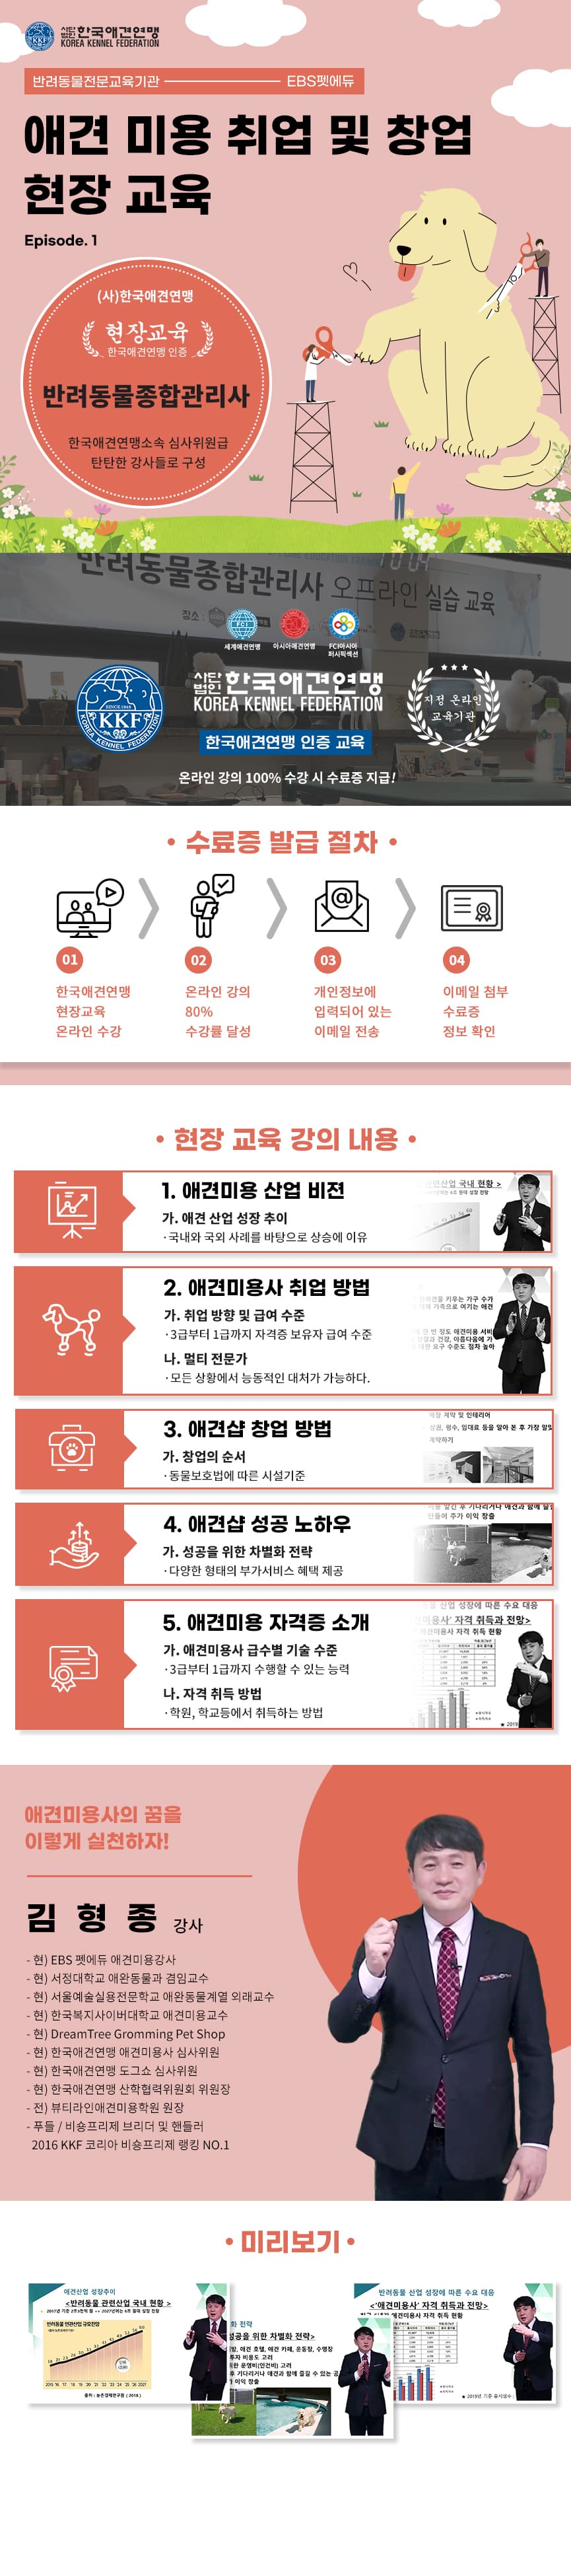 사단법인 한국애견연맹
KOREA KENNEL FEDERATION
반려동물전문교육기관 EBS펫에듀
애견 미용 취업 및 창업
현장 교육
Episode. 1
(사)한국애견연맹
현장교육
한국애견연맹 인증
반려동물종합관리사
한국애견연맹소속 심사위원급
탄탄한 강사들로 구성
반려동물종합관리사 오프라인 실습 교육
장소 :
세계애견연맹 아시아애견연맹 FCI아시아
퍼시픽섹션
KKF
KOREA KENNEL FEDERATION
사단법인 한국애견연맹
KOREA KENNEL FEDERATION
지정 온라인
교육기관
한국애견연맹 인증 교육
온라인 강의 100% 수강 시 수료증 지급!
• 수료증 발급 절차 •
01
한국애견연맹
현장교육
온라인 수강
02
온라인 강의
80%
수강률 달성
03
개인정보에
입력되어 있는
이메일 전송
04
이메일 첨부
수료증
정보 확인
• 현장 교육 강의 내용 •
1. 애견미용 산업 비젼
가. 애견 산업 성장 추이
·국내와 국외 사례를 바탕으로 상승에 이유
2. 애견미용사 취업 방법
가. 취업 방향 및 급여 수준
·3급부터 1급까지 자격증 보유자 급여 수준
나. 멀티 전문가
·모든 상황에서 능동적인 대처가 가능하다.
3. 애견샵 창업 방법
가. 창업의 순서
·동물보호법에 따른 시설기준
4. 애견샵 성공 노하우
가. 성공을 위한 차별화 전략
·다양한 형태의 부가서비스 혜택 제공
5. 애견미용 자격증 소개
가. 애견미용사 급수별 기술 수준
·3급부터 1급까지 수행할 수 있는 능력
나. 자격 취득 방법
·학원, 학교등에서 취득하는 방법
애견미용사의 꿈을
이렇게 실천하자!
김 형 종 강사
- 현) EBS 펫에듀 애견미용강사
- 현) 서정대학교 애완동물과 겸임교수
- 현) 서울예술실용전문학교 애완동물계열 외래교수
- 현) 한국복지사이버대학교 애견미용교수
- 현) DreamTree Gromming Pet Shop
- 현) 한국애견연맹 애견미용사 심사위원
- 현) 한국애견연맹 도그쇼 심사위원
- 현) 한국애견연맹 산학협력위원회 위원장
- 전) 뷰티라인애견미용학원 원장
- 푸들 / 비숑프리제 브리더 및 핸들러
2016 KKF 코리아 비숑프리제 랭킹 NO.1
• 미리보기 •
애견산업 성장추이
<반려동물 관련산업 국내 현황 >
반려동물 연관산업 규모전망
출처 : 농촌경제연구원 ( 2018 )
성공을 위한 차별화 전략>
반려동물 산업 성장에 따른 수요 대응
<'애견미용사' 자격 취득과 전망>
애견미용사 자격 취득 현황